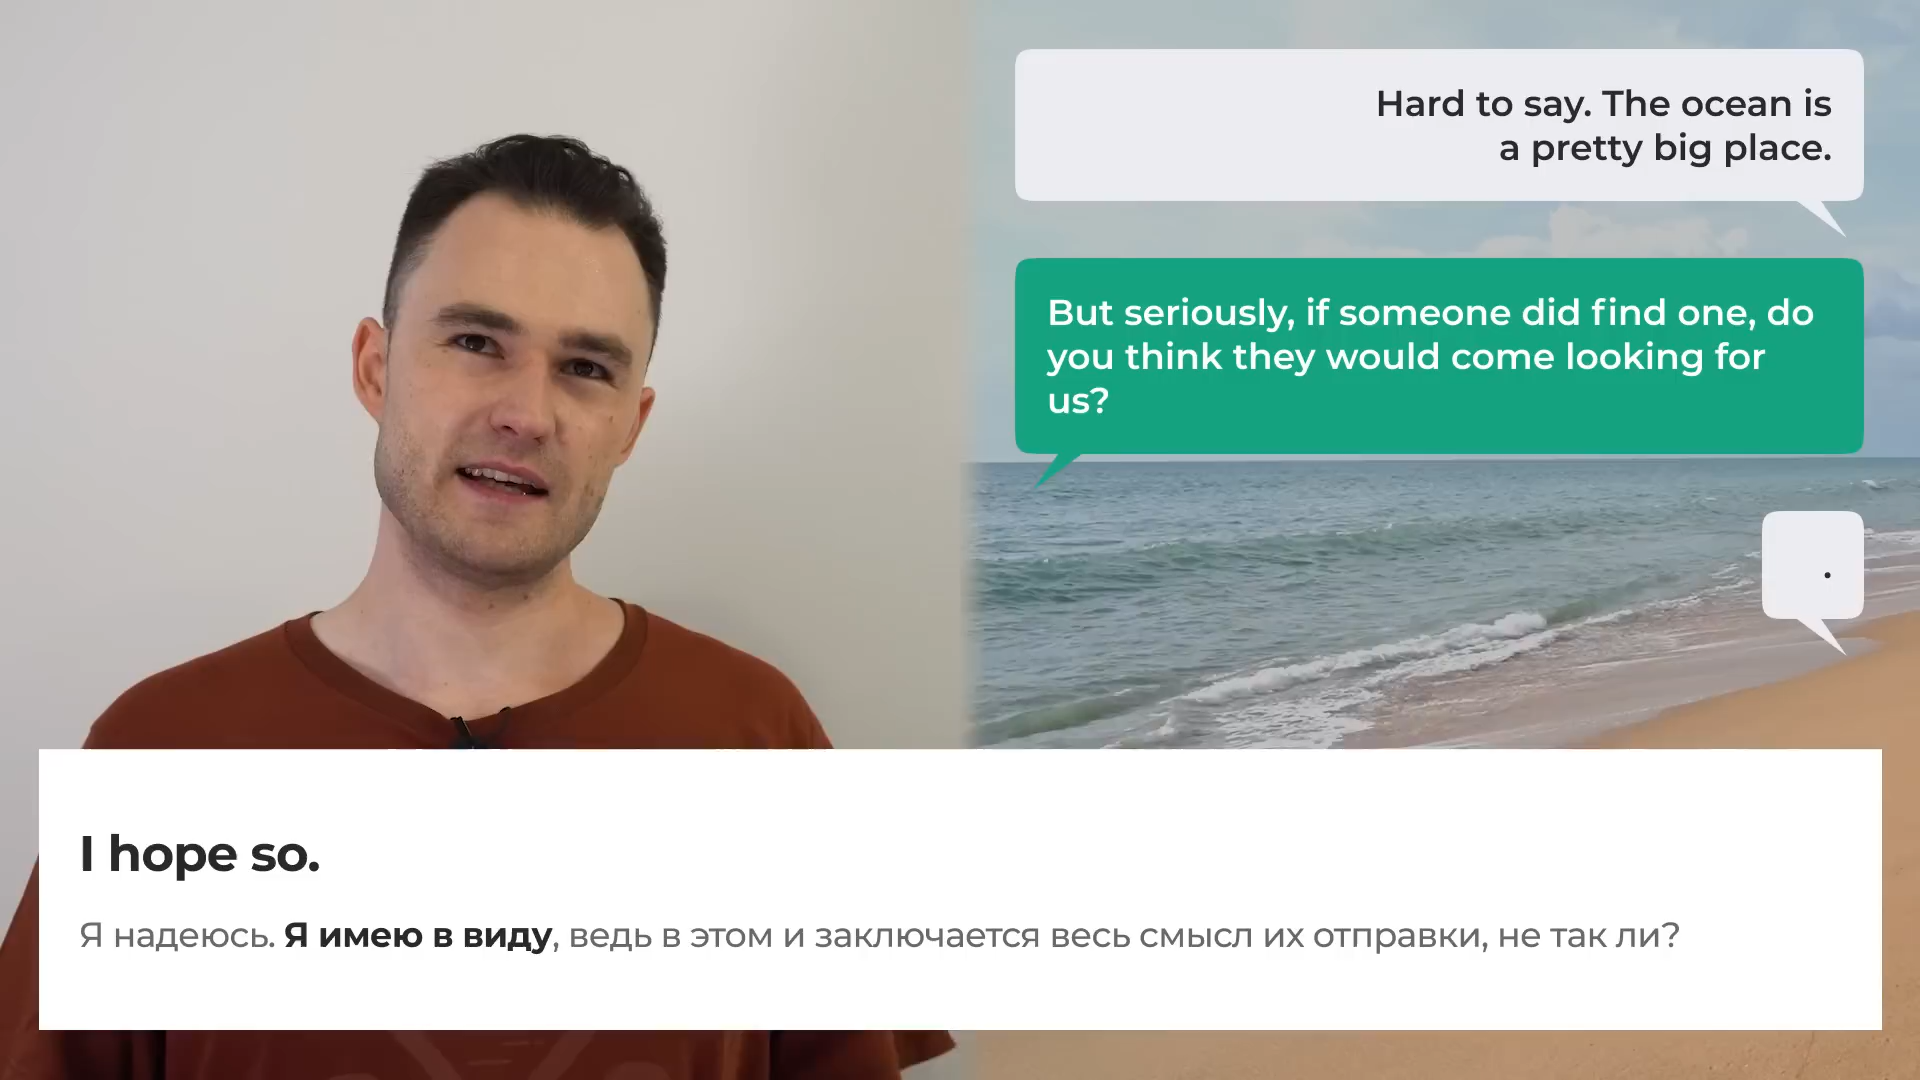 Hard to say. The ocean is
a pretty big place.
But seriously, if someone did find one, do
you think they would come looking for
us?
.
I hope so.
Я надеюсь. Я имею в виду, ведь в этом и заключается весь смысл их отправки, не так ли?